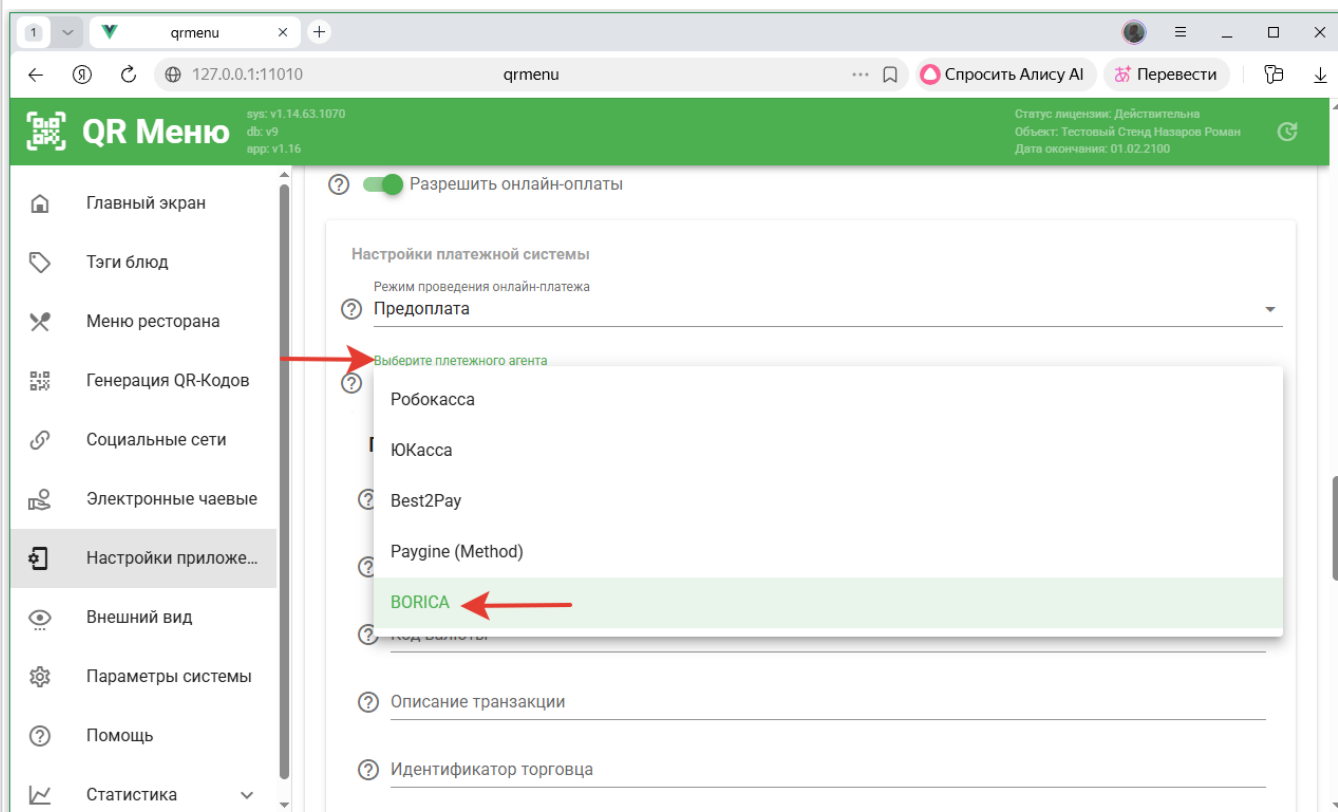 1
qrmenu
127.0.0.1:11010
qrmenu
Спросить Алису AI
Перевести
QR Меню
sys: v1.14.63.1070
db: v9
app: v1.16
Статус лицензии: Действительна
Объект: Тестовый Стенд Назаров Роман
Дата окончания: 01.02.2100
Главный экран
Тэги блюд
Меню ресторана
Генерация QR-Кодов
Социальные сети
Электронные чаевые
Настройки приложе...
Внешний вид
Параметры системы
Помощь
Статистика
Разрешить онлайн-оплаты
Настройки платежной системы
Режим проведения онлайн-платежа
Предоплата
Выберите плетежного агента
Робокасса
ЮКасса
Best2Pay
Paygine (Method)
BORICA
Код валюты
Описание транзакции
Идентификатор торговца